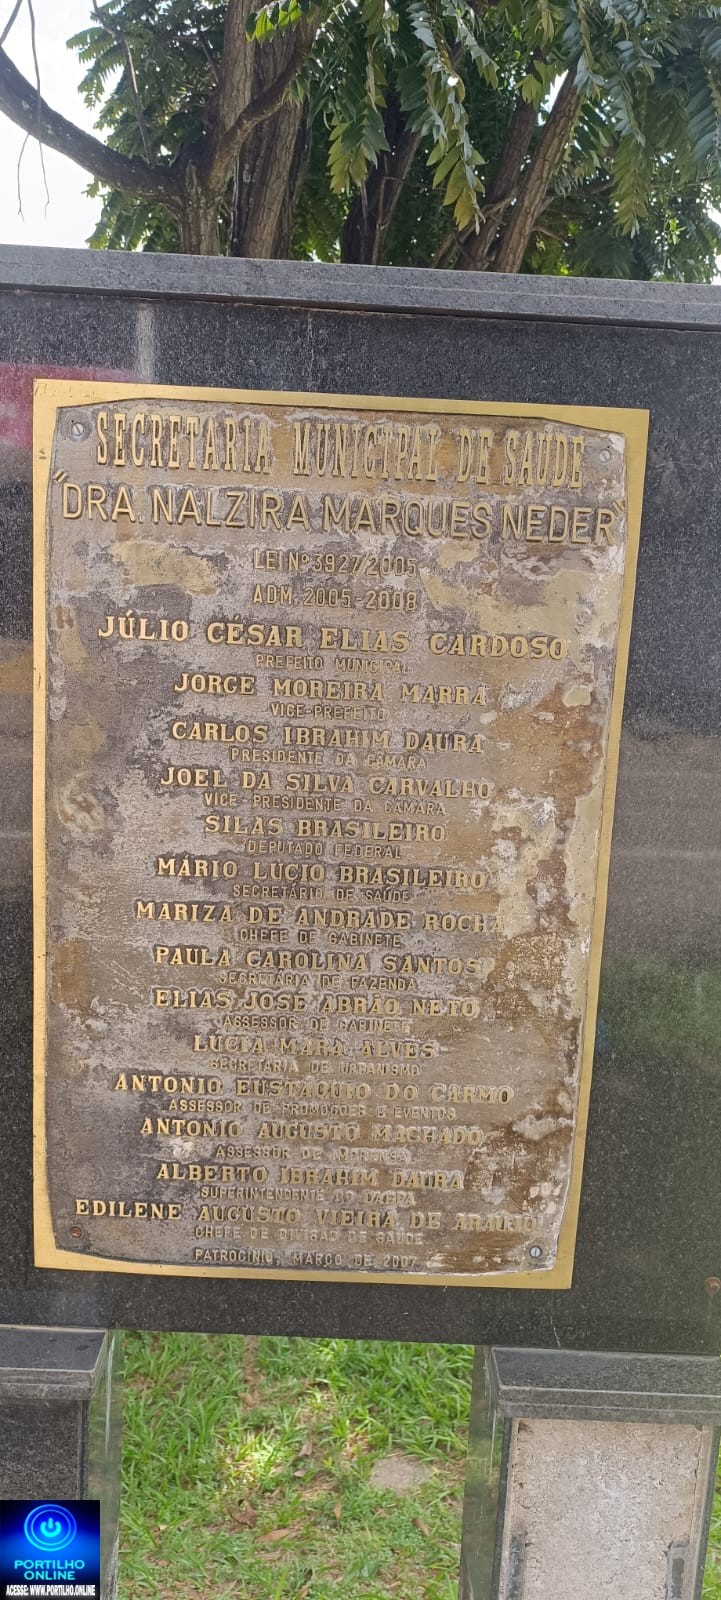 SECRETARIA MUNICIPAL DE SAÚDE
"DRA. NALZIRA MARQUES NEDER"
LEI Nº 3927/2005
ADM. 2005-2008
JÚLIO CÉSAR ELIAS CARDOSO
PREFEITO MUNICIPAL
JORGE MOREIRA MARRA
VICE-PREFEITO
CARLOS IBRAHIM DAURA
PRESIDENTE DA CÂMARA
JOEL DA SILVA CARVALHO
VICE-PRESIDENTE DA CÂMARA
SILAS BRASILEIRO
DEPUTADO FEDERAL
MÁRIO LÚCIO BRASILEIRO
SECRETÁRIO DE SAÚDE
MARIZA DE ANDRADE ROCHA
CHEFE DE GABINETE
PAULA CAROLINA SANTOS
SECRETÁRIA DE FAZENDA
ELIAS JOSÉ ABRÃO NETO
ASSESSOR DE GABINETE
LUCIA MARA ALVES
SECRETÁRIA DE URBANISMO
ANTONIO EUSTAQUIO DO CARMO
ASSESSOR DE PROMOÇÕES E EVENTOS
ANTONIO AUGUSTO MACHADO
ASSESSOR DE IMPRENSA
ALBERTO IBRAHIM DAURA
SUPERINTENDENTE DO DAEPA
EDILENE AUGUSTO VIEIRA DE ARAUJO
CHEFE DE DIVISÃO DE SAÚDE
PATROCÍNIO, MARÇO DE 2007
PORTILHO
ONLINE
ACESSE: WWW.PORTILHO.ONLINE